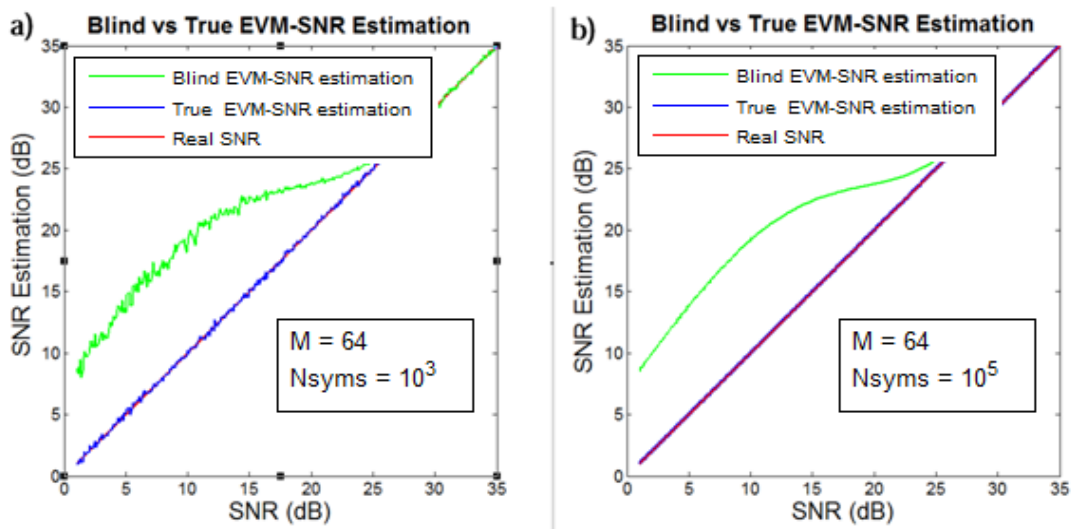 a)
Blind vs True EVM-SNR Estimation
35
30
25
20
15
10
5
0
SNR Estimation (dB)
Blind EVM-SNR estimation
True EVM-SNR estimation
Real SNR
M = 64
Nsyms = 10^3
0 5 10 15 20 25 30 35
SNR (dB)
b)
Blind vs True EVM-SNR Estimation
35
30
25
20
15
10
5
0
SNR Estimation (dB)
Blind EVM-SNR estimation
True EVM-SNR estimation
Real SNR
M = 64
Nsyms = 10^5
0 5 10 15 20 25 30 35
SNR (dB)